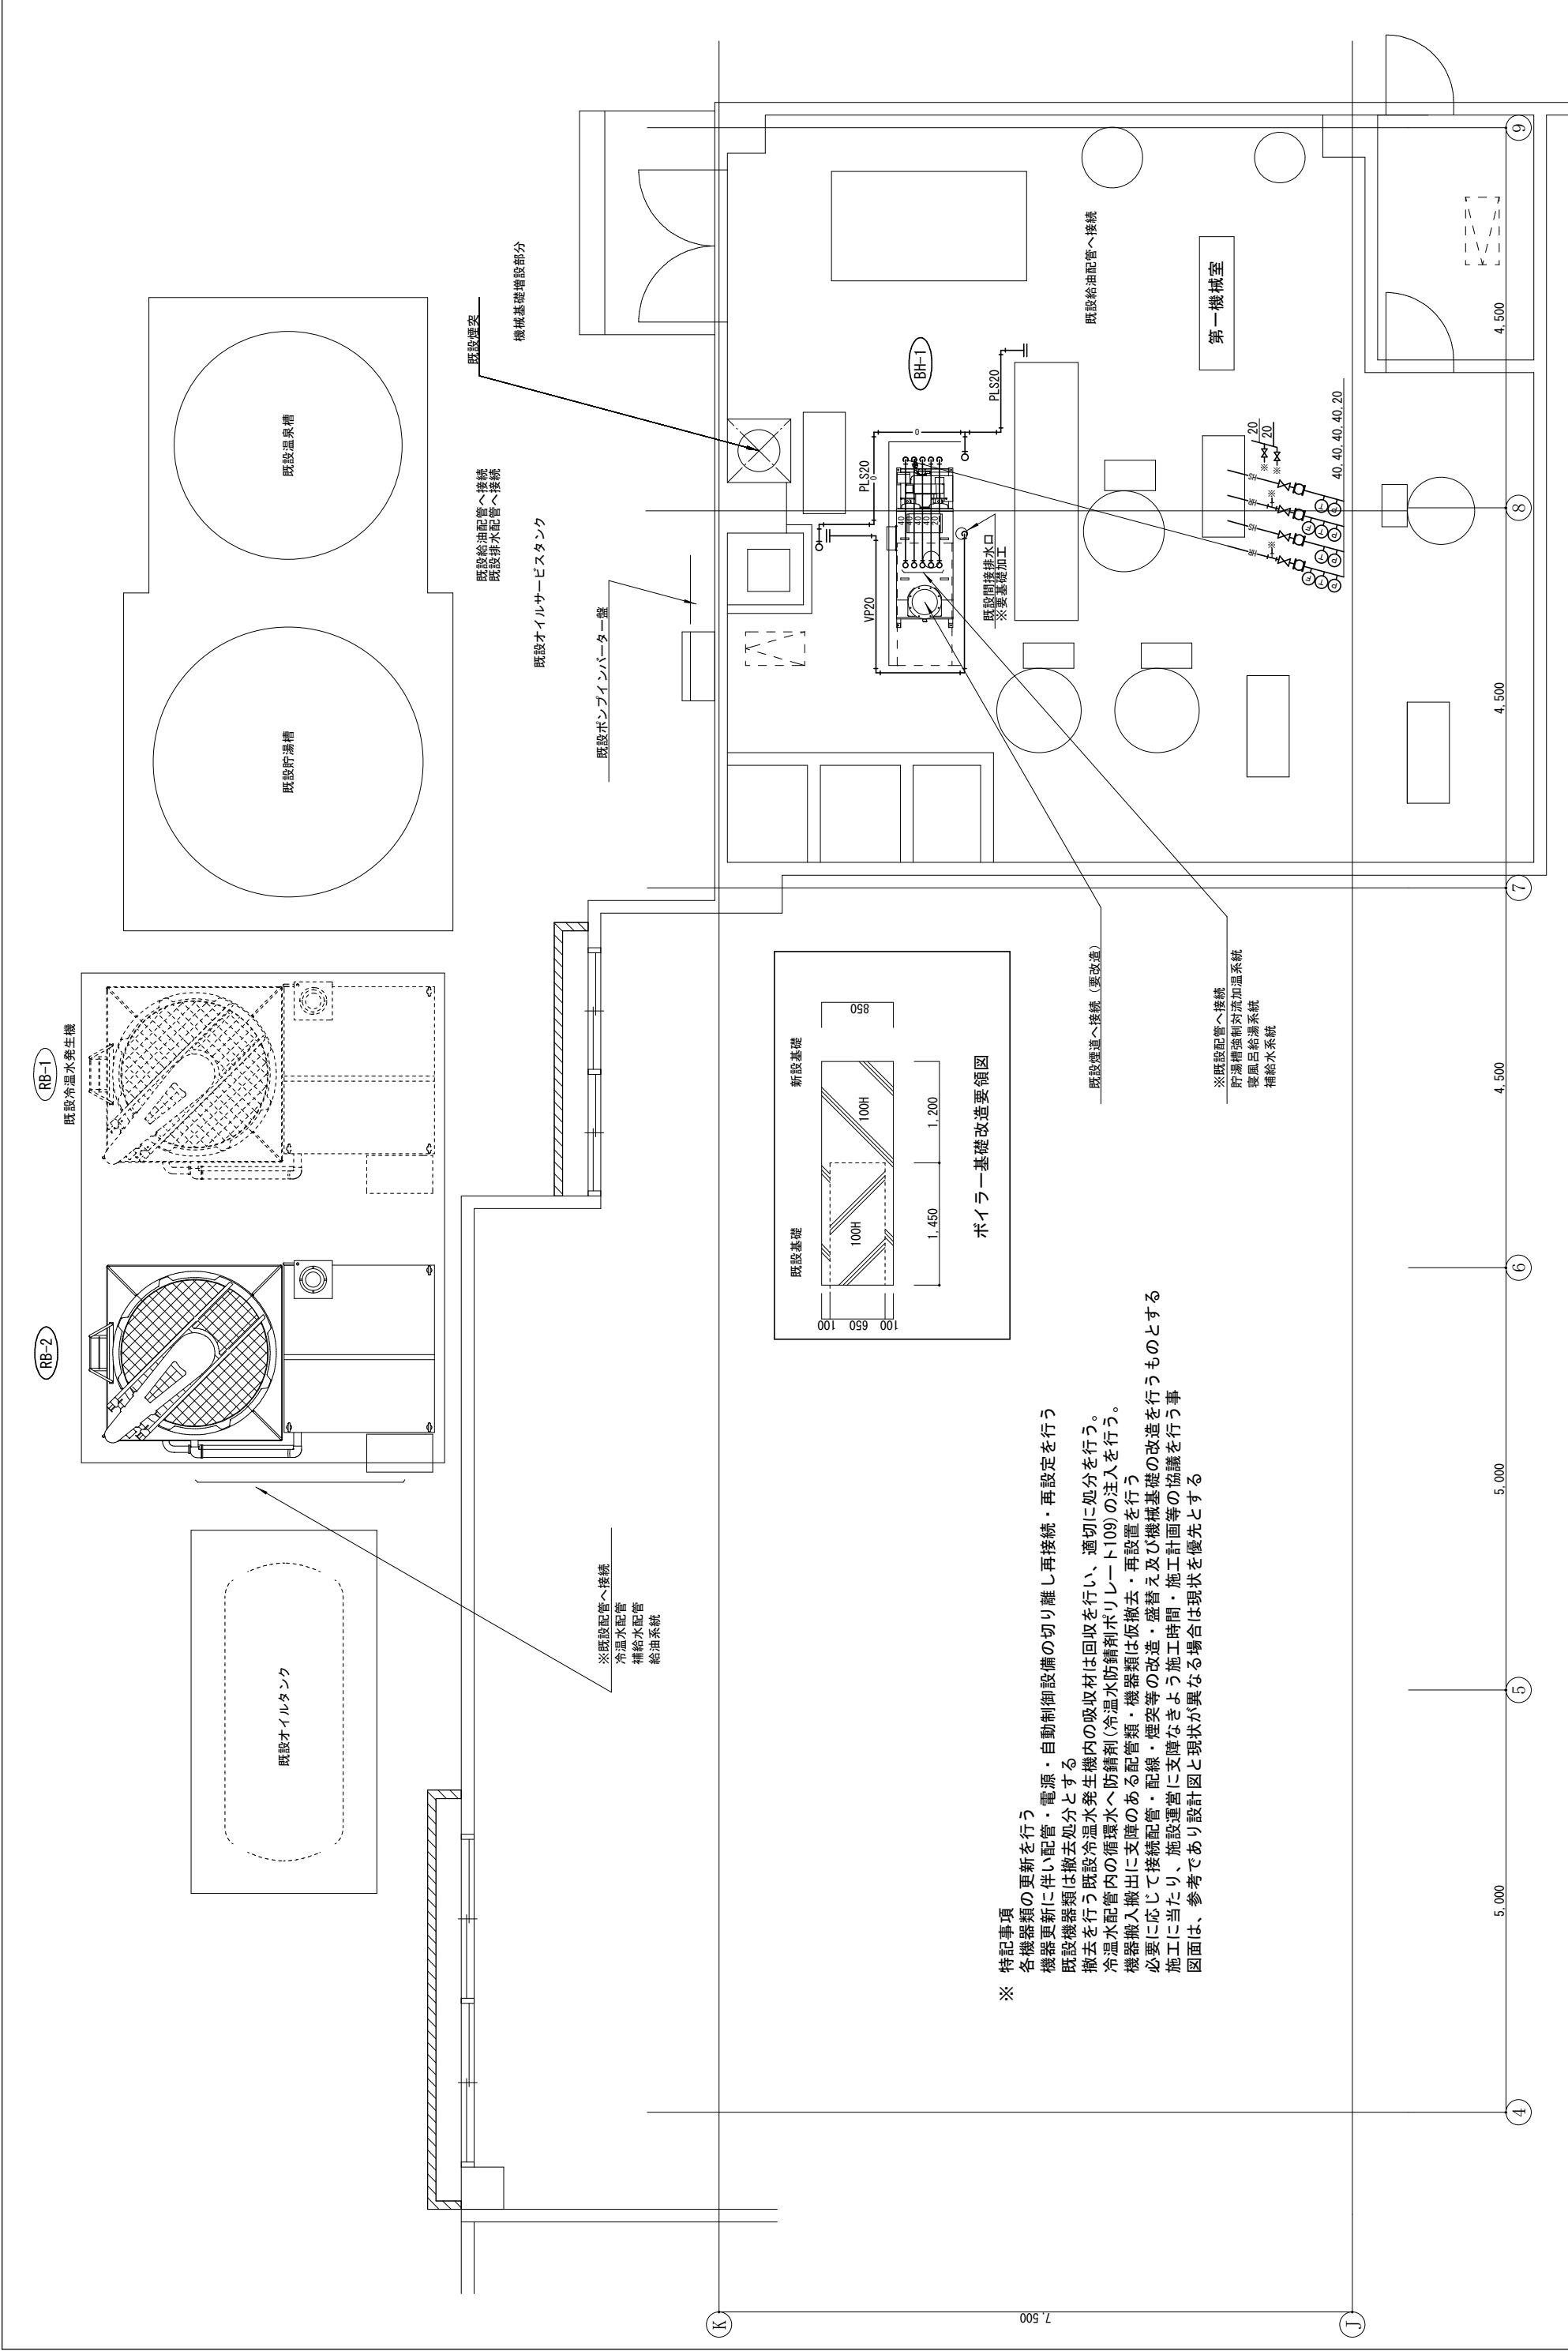 RB-2
RB-1
既設冷温水発生機
既設オイルタンク
既設貯湯槽
既設温泉槽
※既設配管へ接続
冷温水配管
補給水配管
給油系統
既設煙突
機械基礎増設部分
既設給油配管へ接続
既設排水配管へ接続
既設オイルサービスタンク
既設ポンプインバーター盤
K
7,500
J
既設基礎
新設基礎
100
650
100
100H
100H
850
1,450
1,200
ボイラー基礎改造要領図
VP20
PLS20
BH-1
PLS20
40
40
40
40
20
既設間接排水口
※要基礎加工
既設給油配管へ接続
第一機械室
既設煙道へ接続（要改造）
※既設配管へ接続
貯湯槽強制対流加温系統
寝風呂給湯系統
補給水系統
20
20
40,40,40,40,20
※ 特記事項
各機器類の更新を行う
機器更新に伴い配管・電源・自動制御設備の切り離し再接続・再設定を行う
既設機器類は撤去処分とする
撤去を行う既設冷温水発生機内の吸収材は回収を行い、適切に処分を行う。
冷温水配管内の循環水へ防錆剤(冷温水防錆剤ポリレート109)の注入を行う。
機器搬入搬出に支障のある配管類・機器類は仮撤去・再設置を行う
必要に応じて接続配管・配線・煙突等の改造・盛替え及び機械基礎の改造を行うものとする
施工に当たり、施設運営に支障なきよう施工時間・施工計画等の協議を行う事
図面は、参考であり設計図と現状が異なる場合は現状を優先とする
5,000
5,000
4,500
4,500
4,500
4
5
6
7
8
9